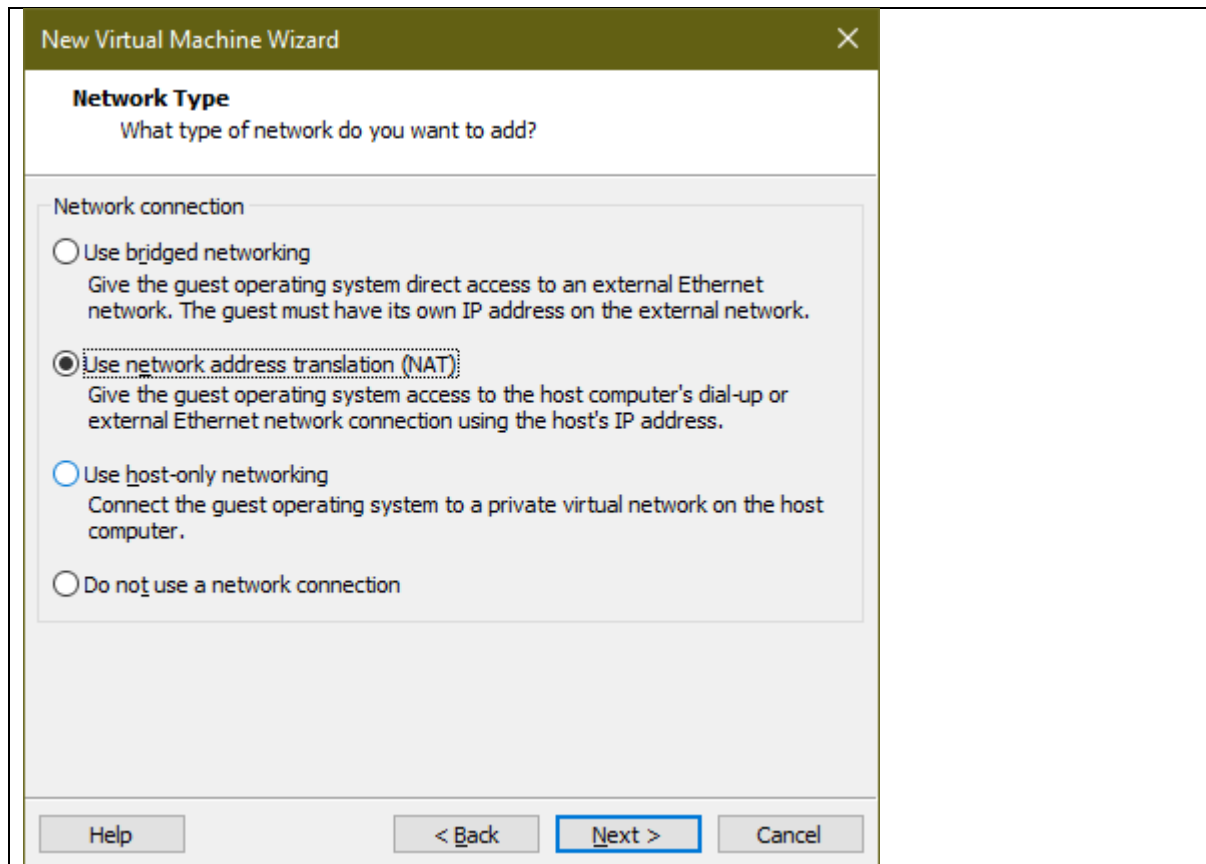 New Virtual Machine Wizard
Network Type
What type of network do you want to add?
Network connection
Use bridged networking
Give the guest operating system direct access to an external Ethernet
network. The guest must have its own IP address on the external network.
Use network address translation (NAT)
Give the guest operating system access to the host computer's dial-up or
external Ethernet network connection using the host's IP address.
Use host-only networking
Connect the guest operating system to a private virtual network on the host
computer.
Do not use a network connection
Help
< Back
Next >
Cancel